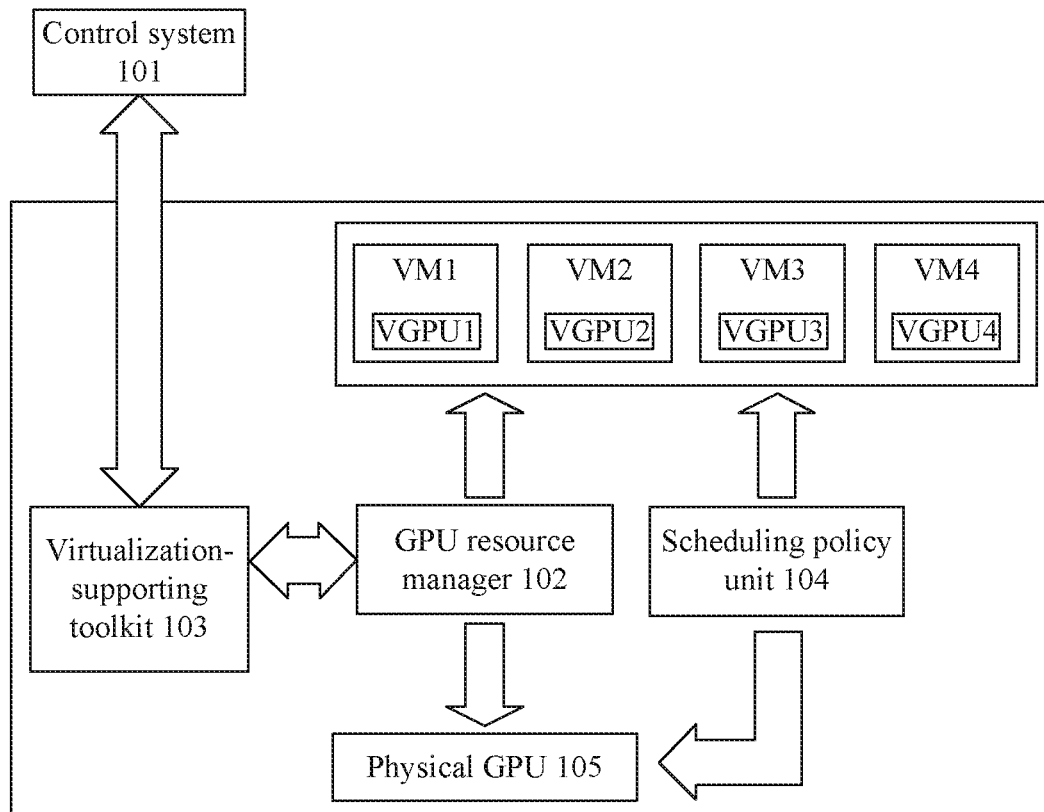 Control system
101
VM1
VM2
VM3
VM4
VGPU1
VGPU2
VGPU3
VGPU4
Virtualization-
supporting
toolkit 103
GPU resource
manager 102
Scheduling policy
unit 104
Physical GPU 105